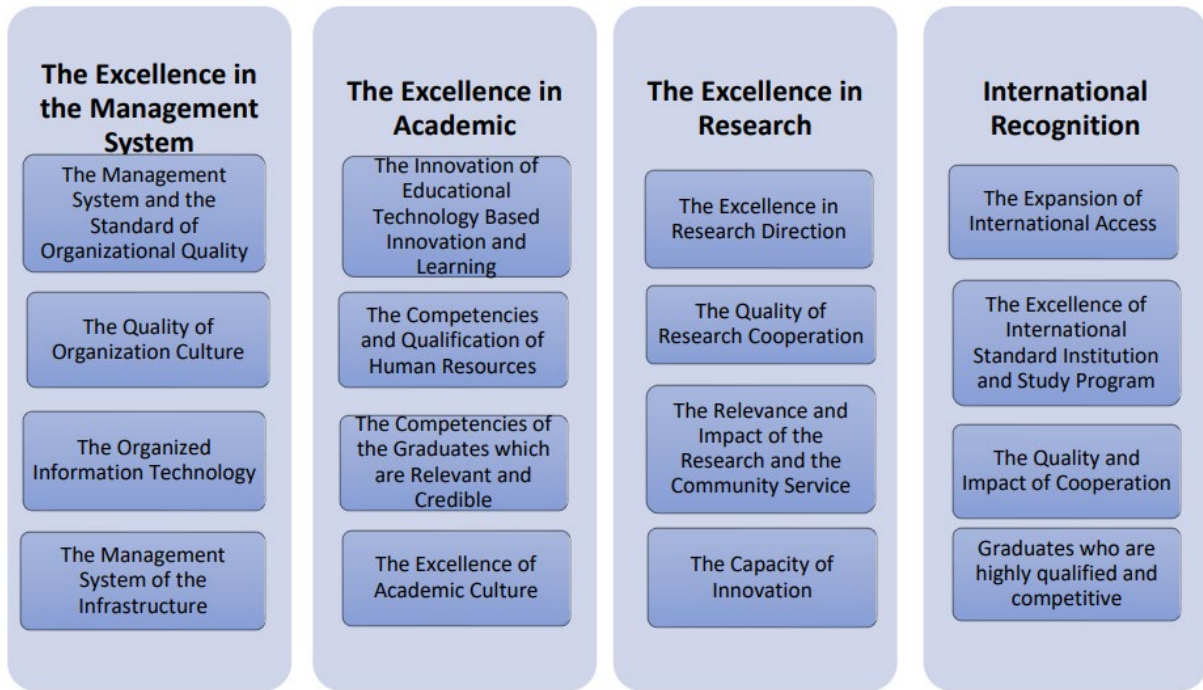 The Excellence in
the Management
System
The Management
System and the
Standard of
Organizational Quality
The Quality of
Organization Culture
The Organized
Information Technology
The Management
System of the
Infrastructure
The Excellence in
Academic
The Innovation of
Educational
Technology Based
Innovation and
Learning
The Competencies
and Qualification of
Human Resources
The Competencies of
the Graduates which
are Relevant and
Credible
The Excellence of
Academic Culture
The Excellence in
Research
The Excellence in
Research Direction
The Quality of
Research Cooperation
The Relevance and
Impact of the
Research and the
Community Service
The Capacity of
Innovation
International
Recognition
The Expansion of
International Access
The Excellence of
International
Standard Institution
and Study Program
The Quality and
Impact of Cooperation
Graduates who are
highly qualified and
competitive